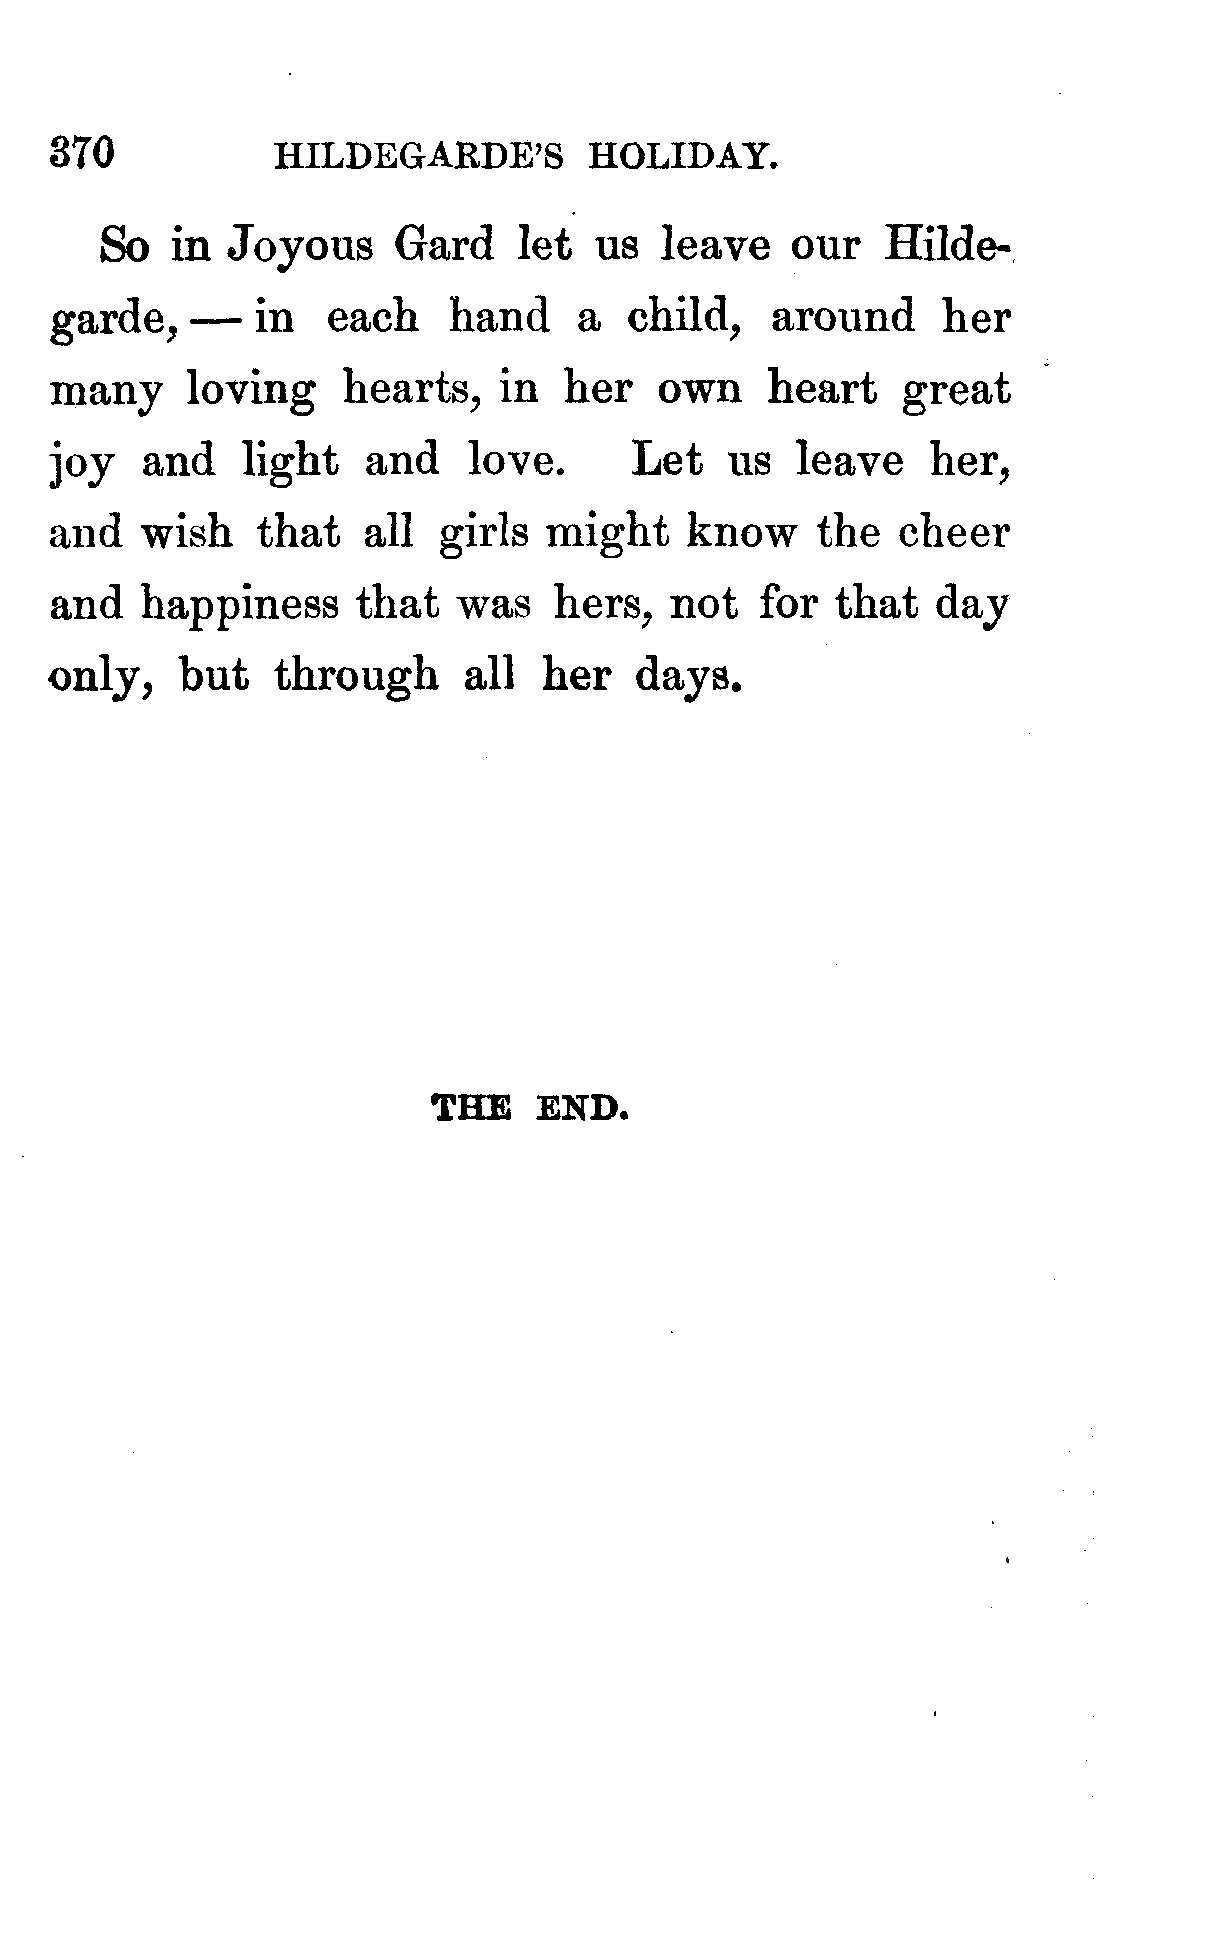 370 HILDEGARDE'S HOLIDAY.
So in Joyous Gard let us leave our Hilde-
garde, — in each hand a child, around her
many loving hearts, in her own heart great
joy and light and love. Let us leave her,
and wish that all girls might know the cheer
and happiness that was hers, not for that day
only, but through all her days.
THE END.